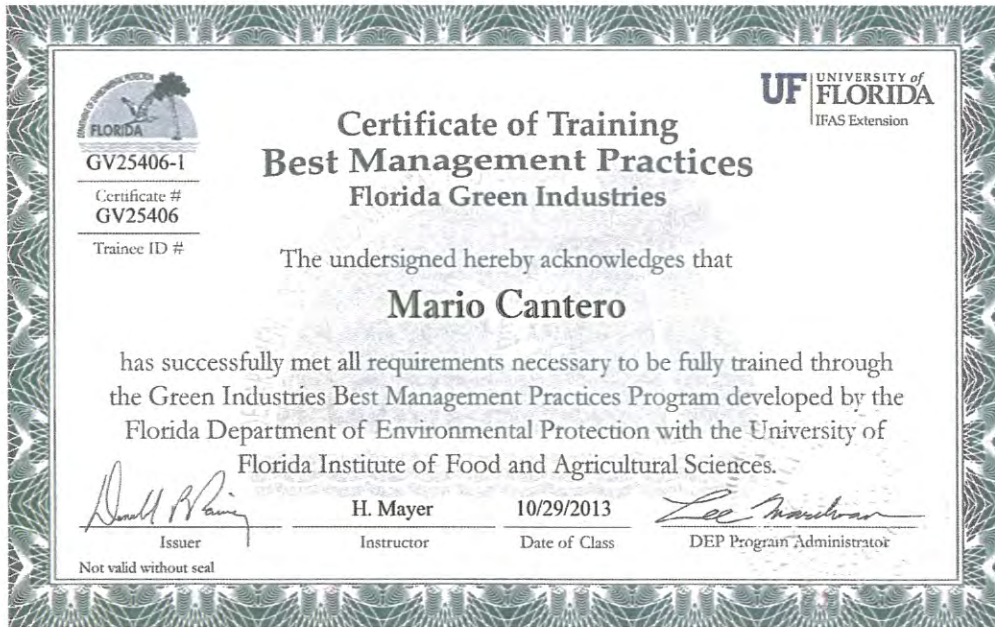 FLORIDA
GV25406-1
Certificate #
GV25406
Trainee ID #
UF UNIVERSITY of
FLORIDA
IFAS Extension
Certificate of Training
Best Management Practices
Florida Green Industries
The undersigned hereby acknowledges that
Mario Cantero
has successfully met all requirements necessary to be fully trained through
the Green Industries Best Management Practices Program developed by the
Florida Department of Environmental Protection with the University of
Florida Institute of Food and Agricultural Sciences.
H. Mayer 10/29/2013
Issuer Instructor Date of Class DEP Program Administrator
Not valid without seal